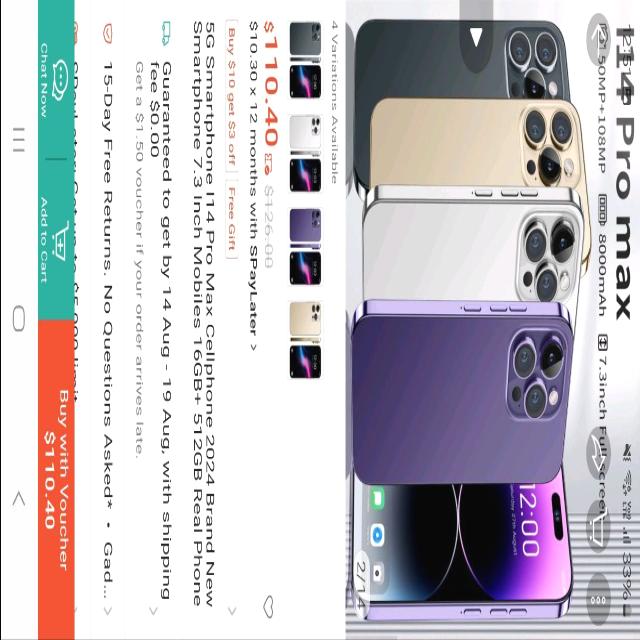 33%
I14 Pro max
50MP+108MP 8000mAh 7.3inch Full screen
12:00
Saturday 27th August
2/14
4 Variations Available
$110.40 $126.00
$10.30 x 12 months with SPayLater >
Buy $10 get $3 off Free Gift
5G Smartphone I14 Pro Max Cellphone 2024 Brand New
Smartphone 7.3 Inch Mobiles 16GB+ 512GB Real Phone
Guaranteed to get by 14 Aug - 19 Aug, with shipping
fee $0.00
Get a $1.50 voucher if your order arrives late.
15-Day Free Returns. No Questions Asked* • Gad...
Chat Now
Add to Cart
Buy with Voucher
$110.40